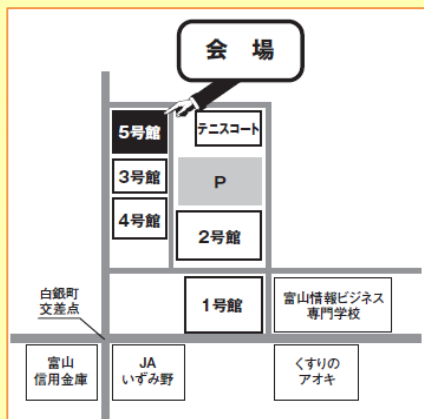 会 場
5号館
テニスコート
3号館
P
4号館
2号館
白銀町
交差点
1号館
富山情報ビジネス
専門学校
富山
信用金庫
JA
いずみ野
くすりの
アオキ